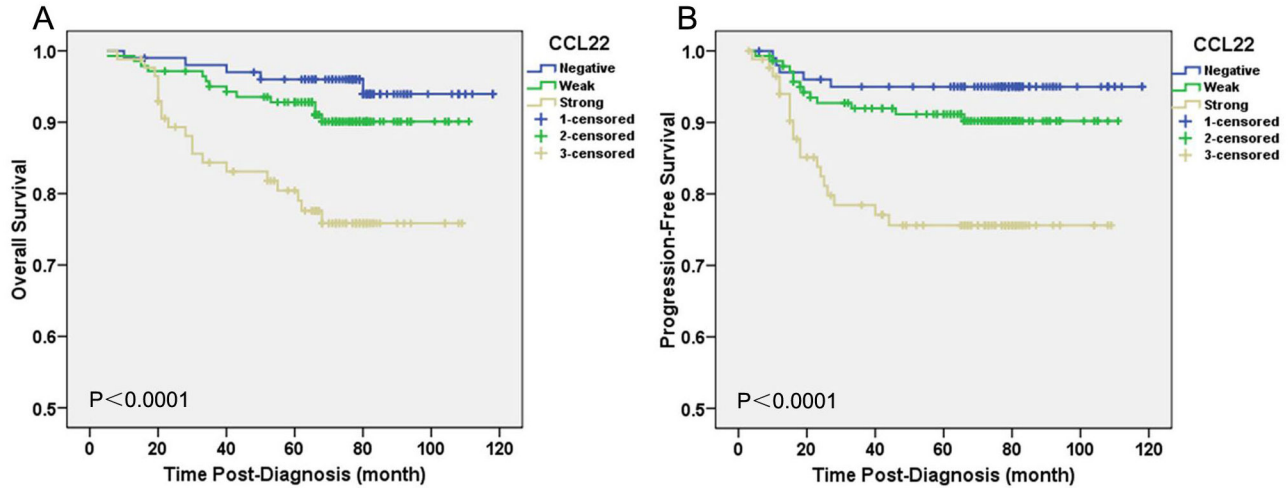 A
Overall Survival
1.0
0.9
0.8
0.7
0.6
0.5
P<0.0001
0 20 40 60 80 100 120
Time Post-Diagnosis (month)
CCL22
Negative
Weak
Strong
1-censored
2-censored
3-censored
B
Progression-Free Survival
1.0
0.9
0.8
0.7
0.6
0.5
P<0.0001
0 20 40 60 80 100 120
Time Post-Diagnosis (month)
CCL22
Negative
Weak
Strong
1-censored
2-censored
3-censored